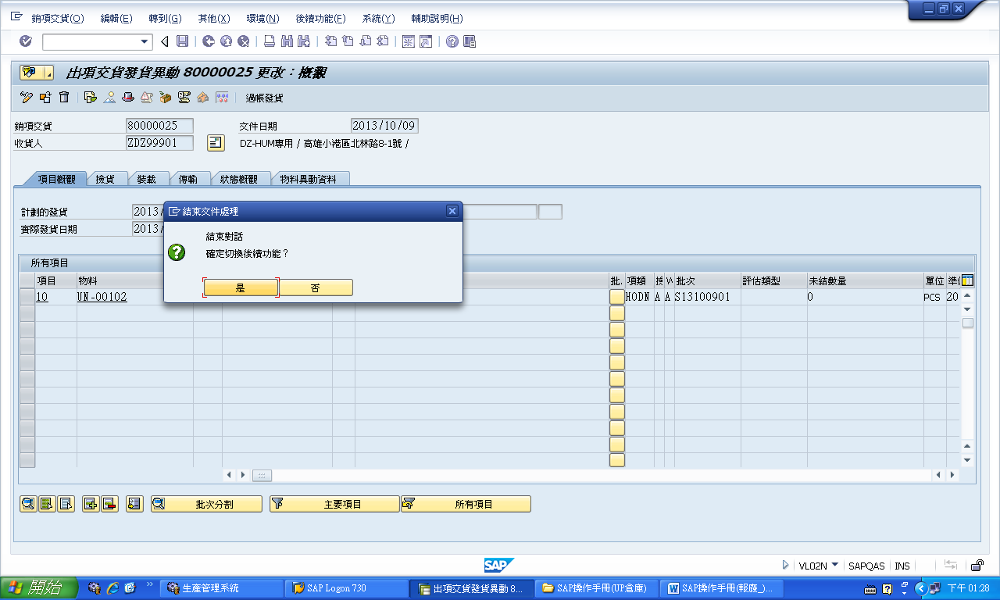 銷項交貨(O) 編輯(E) 轉到(G) 其他(X) 環境(N) 後續功能(F) 系統(Y) 輔助說明(H)
出項交貨發貨異動 80000025 更改：概觀
過帳發貨
銷項交貨 80000025 文件日期 2013/10/09
收貨人 ZDZ99901 DZ-HUM專用 / 高雄小港區北林路8-1號 /
項目概觀 撿貨 裝載 傳輸 狀態概觀 物料異動資料
計劃的發貨 2013/
實際發貨日期 2013/
結束文件處理
結束對話
確定切換後續功能？
是 否
所有項目
項目 物料 批. 項類 W 批次 評估類型 未結數量 單位
10 UN-00102 HODN A A S13100901 0 PCS 20
批次分割 主要項目 所有項目
SAP VL02N SAPQAS INS
開始 生產管理系統 SAP Logon 730 出項交貨發貨異動 8... SAP操作手冊(UP倉庫) SAP操作手冊(報廢_)... 下午 01:28